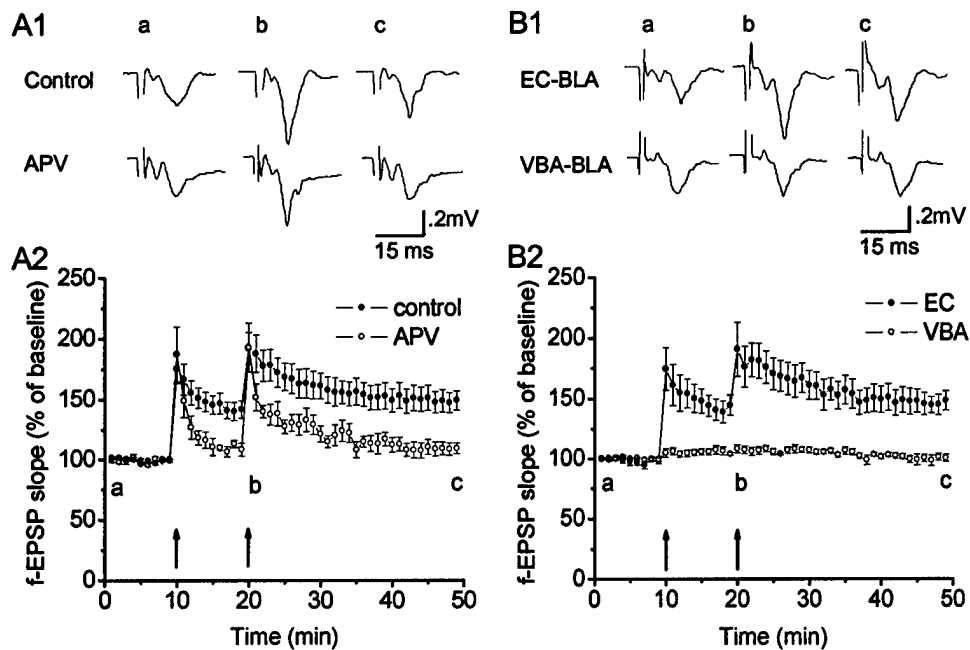 A1
a b c
Control
APV
.2mV
15 ms
B1
a b c
EC-BLA
VBA-BLA
.2mV
15 ms
A2
f-EPSP slope (% of baseline)
250
200
150
100
50
0
control
APV
a b c
0 10 20 30 40 50
Time (min)
B2
f-EPSP slope (% of baseline)
250
200
150
100
50
0
EC
VBA
a b c
0 10 20 30 40 50
Time (min)